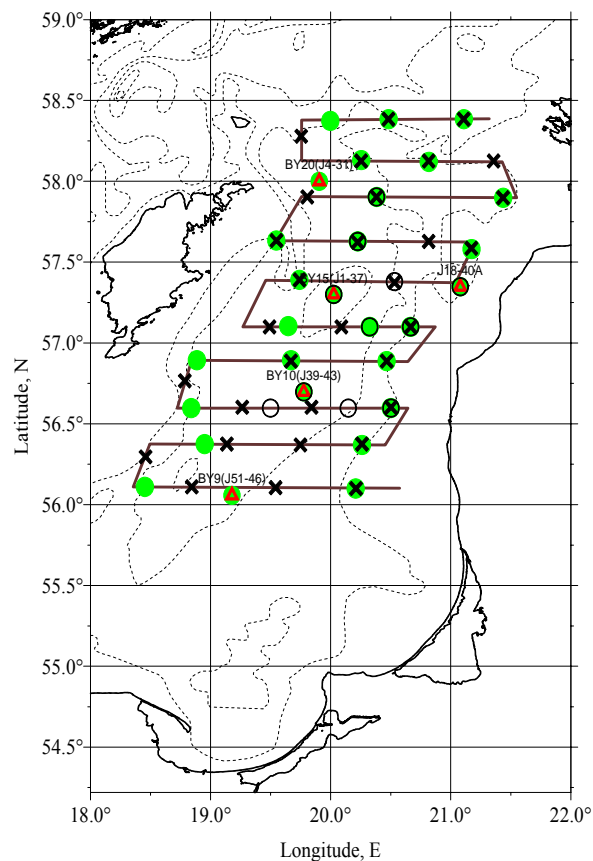 59.0°
58.5°
BY20(J4-31)
58.0°
57.5°
BY15(J1-37)
J18-40A
57.0°
BY10(J39-43)
56.5°
BY9(J51-46)
56.0°
55.5°
55.0°
54.5°
18.0° 19.0° 20.0° 21.0° 22.0°
Latitude, N
Longitude, E